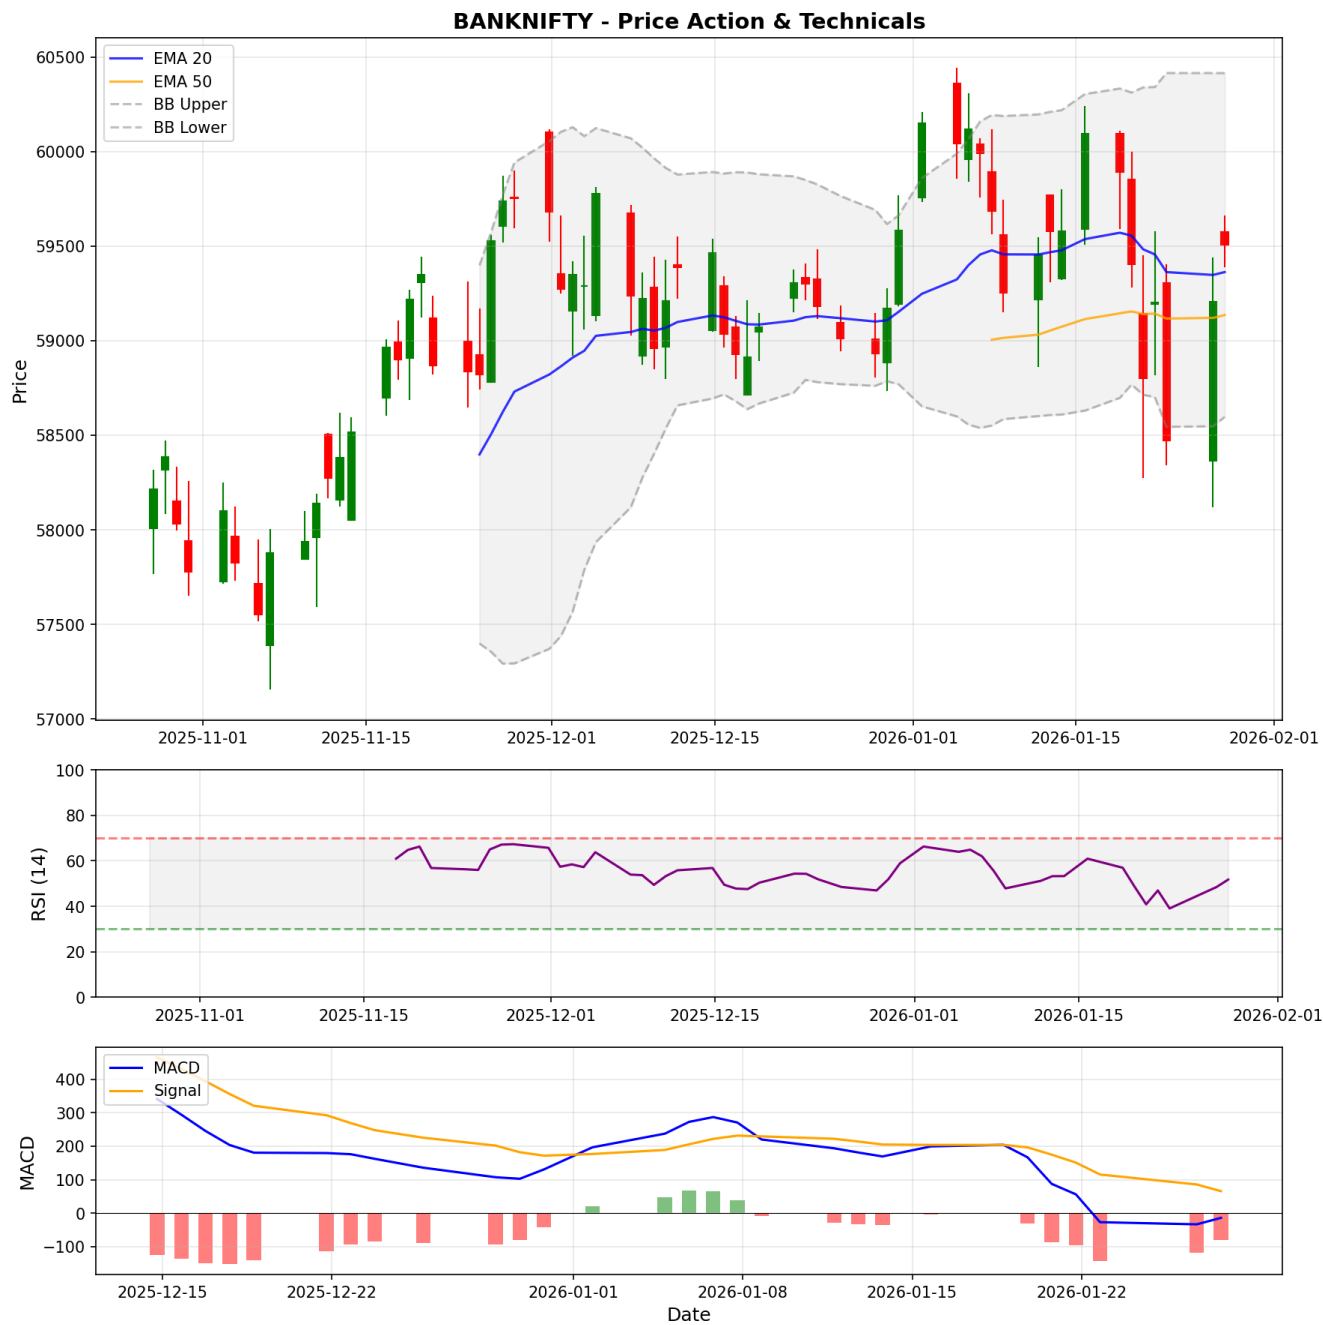 BANKNIFTY - Price Action & Technicals
EMA 20
EMA 50
BB Upper
BB Lower
Price
60500
60000
59500
59000
58500
58000
57500
57000
2025-11-01 2025-11-15 2025-12-01 2025-12-15 2026-01-01 2026-01-15 2026-02-01
RSI (14)
100
80
60
40
20
0
2025-11-01 2025-11-15 2025-12-01 2025-12-15 2026-01-01 2026-01-15 2026-02-01
MACD
Signal
MACD
400
300
200
100
0
−100
2025-12-15 2025-12-22 2026-01-01 2026-01-08 2026-01-15 2026-01-22
Date